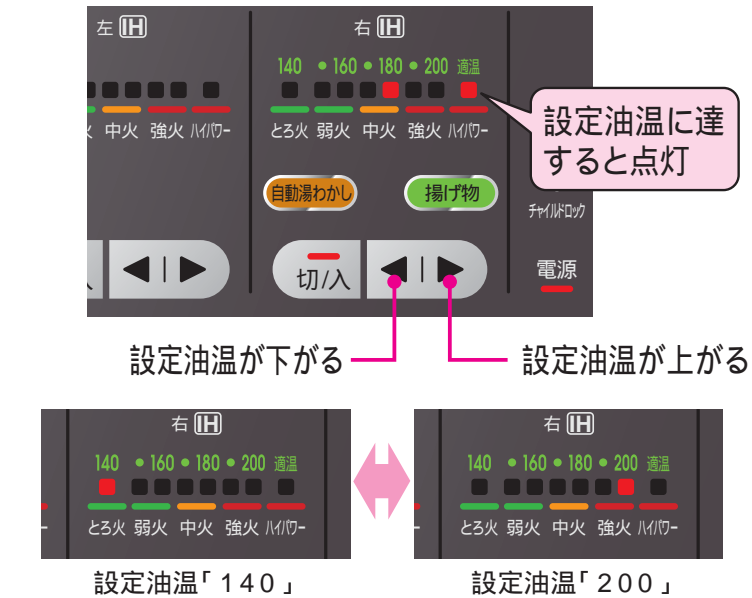 左 IH
右 IH
140 • 160 • 180 • 200 適温
中火 強火 ハイパワー
とろ火 弱火 中火 強火 ハイパワー
設定油温に達
すると点灯
自動湯わかし 揚げ物
チャイルドロック
切/入
電源
設定油温が下がる
設定油温が上がる
右 IH
140 • 160 • 180 • 200 適温
とろ火 弱火 中火 強火 ハイパワー
設定油温「140」
右 IH
140 • 160 • 180 • 200 適温
とろ火 弱火 中火 強火 ハイパワー
設定油温「200」